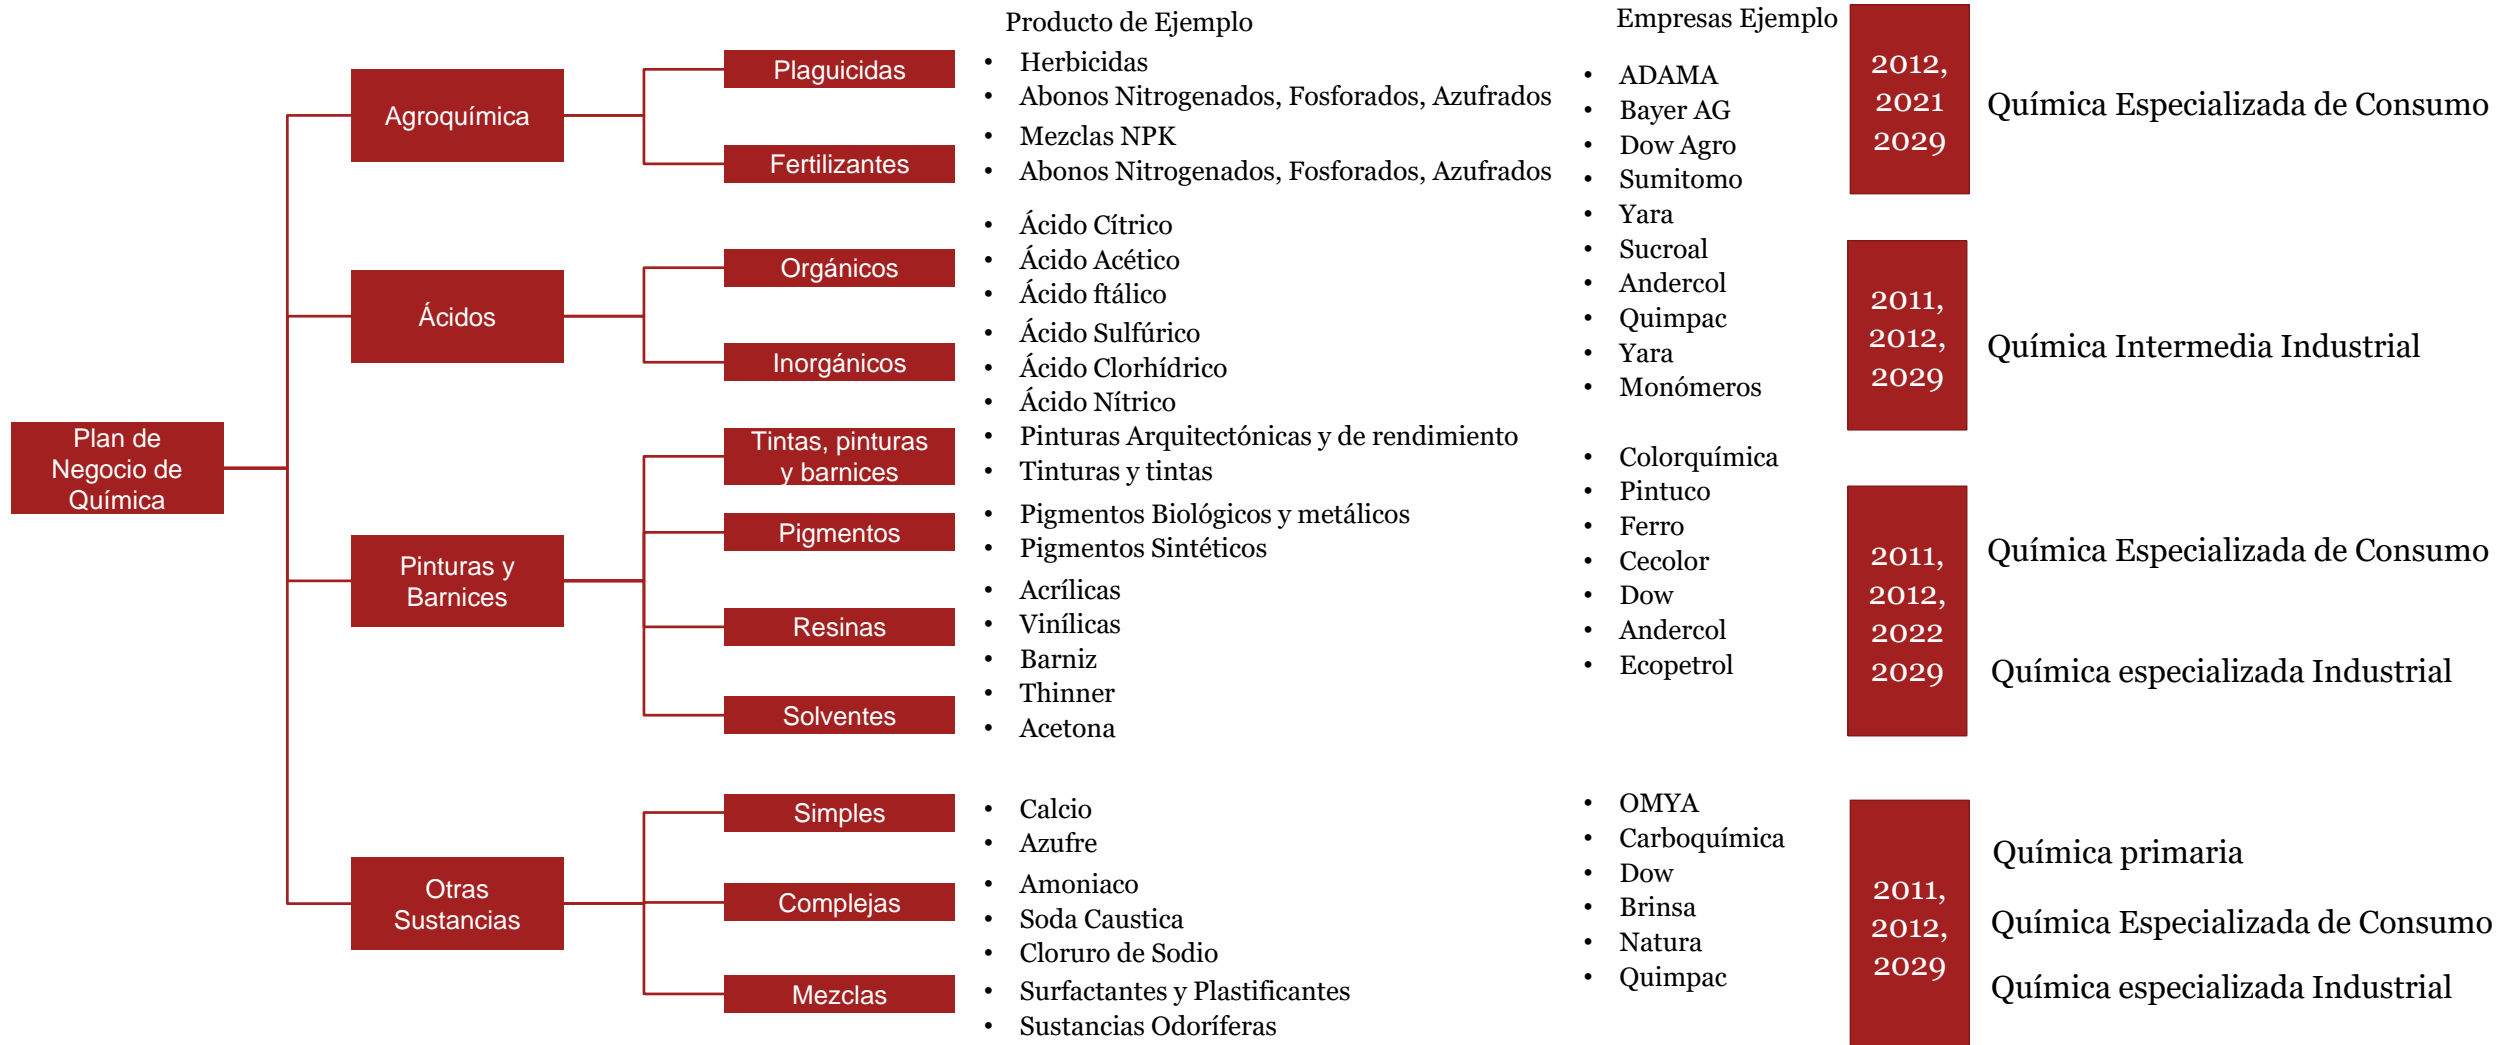 Producto de Ejemplo
Empresas Ejemplo
Plan de
Negocio de
Química
Agroquímica
Plaguicidas
• Herbicidas
• Abonos Nitrogenados, Fosforados, Azufrados
Fertilizantes
• Mezclas NPK
• Abonos Nitrogenados, Fosforados, Azufrados
Ácidos
Orgánicos
• Ácido Cítrico
• Ácido Acético
• Ácido ftálico
Inorgánicos
• Ácido Sulfúrico
• Ácido Clorhídrico
• Ácido Nítrico
Pinturas y
Barnices
Tintas, pinturas
y barnices
• Pinturas Arquitectónicas y de rendimiento
• Tinturas y tintas
Pigmentos
• Pigmentos Biológicos y metálicos
• Pigmentos Sintéticos
Resinas
• Acrílicas
• Vinílicas
• Barniz
Solventes
• Thinner
• Acetona
Otras
Sustancias
Simples
• Calcio
• Azufre
Complejas
• Amoniaco
• Soda Caustica
• Cloruro de Sodio
Mezclas
• Surfactantes y Plastificantes
• Sustancias Odoríferas
• ADAMA
• Bayer AG
• Dow Agro
• Sumitomo
• Yara
• Sucroal
• Andercol
• Quimpac
• Yara
• Monómeros
• Colorquímica
• Pintuco
• Ferro
• Cecolor
• Dow
• Andercol
• Ecopetrol
• OMYA
• Carboquímica
• Dow
• Brinsa
• Natura
• Quimpac
2012,
2021
2029
Química Especializada de Consumo
2011,
2012,
2029
Química Intermedia Industrial
2011,
2012,
2022
2029
Química Especializada de Consumo
Química especializada Industrial
2011,
2012,
2029
Química primaria
Química Especializada de Consumo
Química especializada Industrial